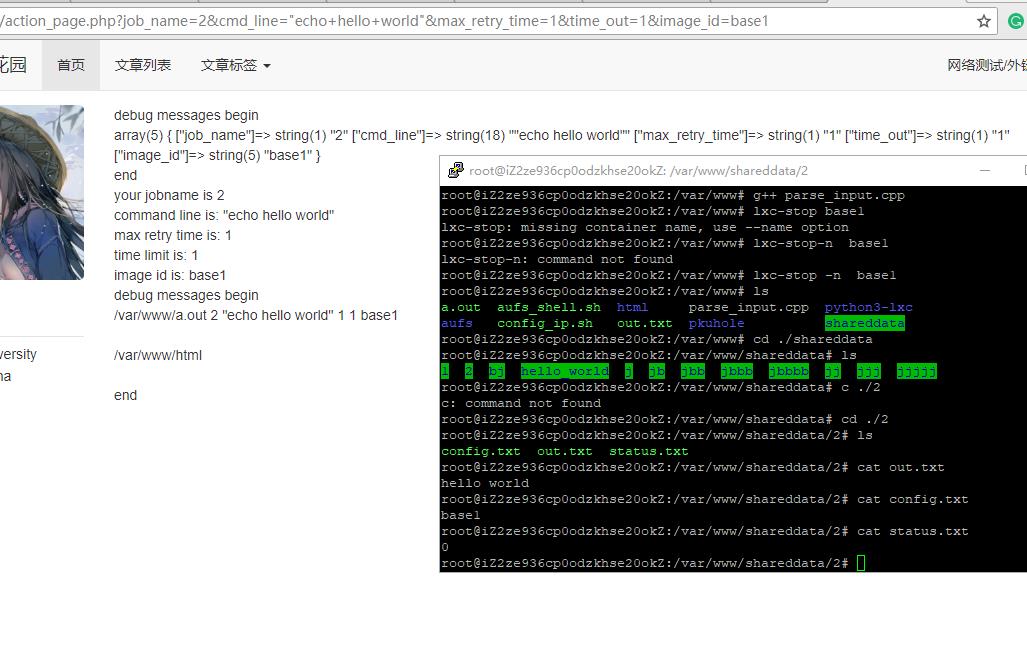 /action_page.php?job_name=2&cmd_line="echo+hello+world"&max_retry_time=1&time_out=1&image_id=base1
花园 首页 文章列表 文章标签 网络测试/外链
debug messages begin
array(5) { ["job_name"]=> string(1) "2" ["cmd_line"]=> string(18) ""echo hello world"" ["max_retry_time"]=> string(1) "1" ["time_out"]=> string(1) "1"
["image_id"]=> string(5) "base1" }
end
your jobname is 2
command line is: "echo hello world"
max retry time is: 1
time limit is: 1
image id is: base1
debug messages begin
/var/www/a.out 2 "echo hello world" 1 1 base1
/var/www/html
end
versity
na
root@iZ2ze936cp0odzkhse20okZ: /var/www/shareddata/2
root@iZ2ze936cp0odzkhse20okZ:/var/www# g++ parse_input.cpp
root@iZ2ze936cp0odzkhse20okZ:/var/www# lxc-stop base1
lxc-stop: missing container name, use --name option
root@iZ2ze936cp0odzkhse20okZ:/var/www# lxc-stop-n  base1
lxc-stop-n: command not found
root@iZ2ze936cp0odzkhse20okZ:/var/www# lxc-stop -n  base1
root@iZ2ze936cp0odzkhse20okZ:/var/www# ls
a.out  aufs_shell.sh  html     parse_input.cpp  python3-lxc
aufs   config_ip.sh   out.txt  pkuhole          shareddata
root@iZ2ze936cp0odzkhse20okZ:/var/www# cd ./shareddata
root@iZ2ze936cp0odzkhse20okZ:/var/www/shareddata# ls
1  2  bj  hello_world  j  jb  jbb  jbbb  jbbbb  jj  jjj  jjjjj
root@iZ2ze936cp0odzkhse20okZ:/var/www/shareddata# c ./2
c: command not found
root@iZ2ze936cp0odzkhse20okZ:/var/www/shareddata# cd ./2
root@iZ2ze936cp0odzkhse20okZ:/var/www/shareddata/2# ls
config.txt  out.txt  status.txt
root@iZ2ze936cp0odzkhse20okZ:/var/www/shareddata/2# cat out.txt
hello world
root@iZ2ze936cp0odzkhse20okZ:/var/www/shareddata/2# cat config.txt
base1
root@iZ2ze936cp0odzkhse20okZ:/var/www/shareddata/2# cat status.txt
0
root@iZ2ze936cp0odzkhse20okZ:/var/www/shareddata/2#